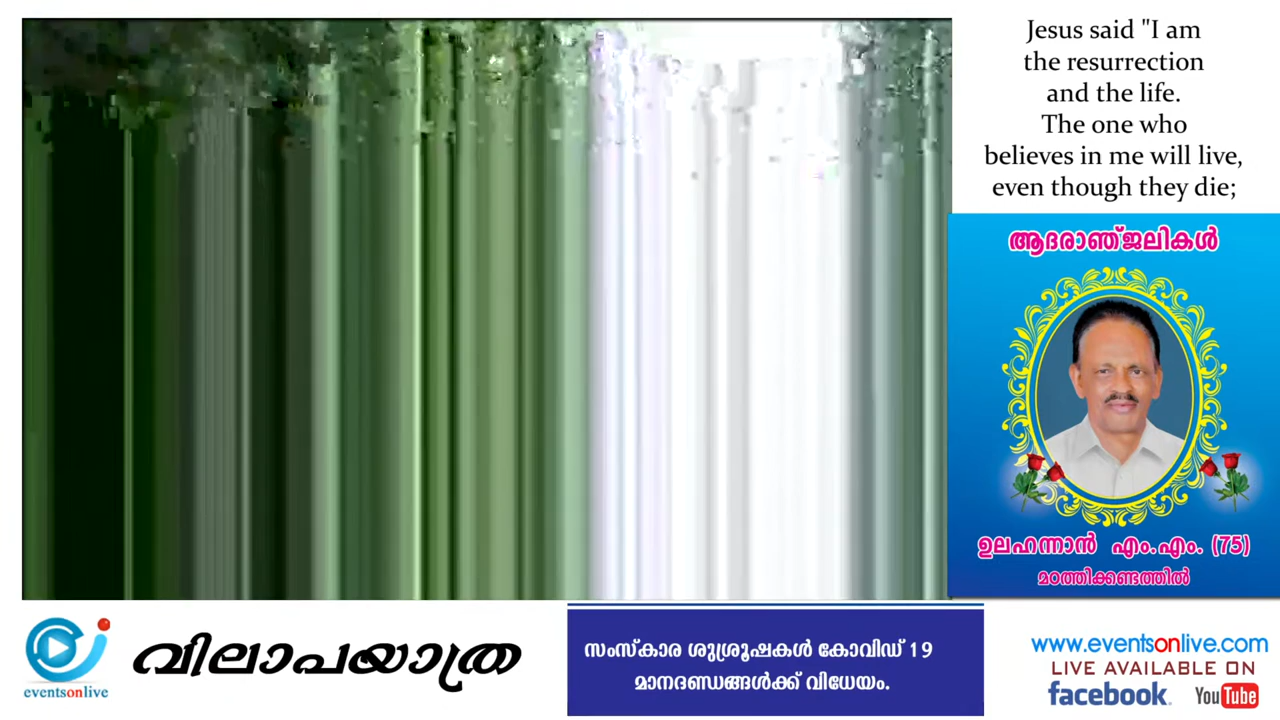 Jesus said "I am
the resurrection
and the life.
The one who
believes in me will live,
even though they die;
ആദരാഞ്ജലികൾ
ഉലഹന്നാൻ എം.എം. (75)
മഠത്തിക്കണ്ടത്തിൽ
eventsonlive
വിലാപയാത്ര
സംസ്കാര ശുശ്രൂഷകൾ കോവിഡ് 19
മാനദണ്ഡങ്ങൾക്ക് വിധേയം.
www.eventsonlive.com
LIVE AVAILABLE ON
facebook. YouTube